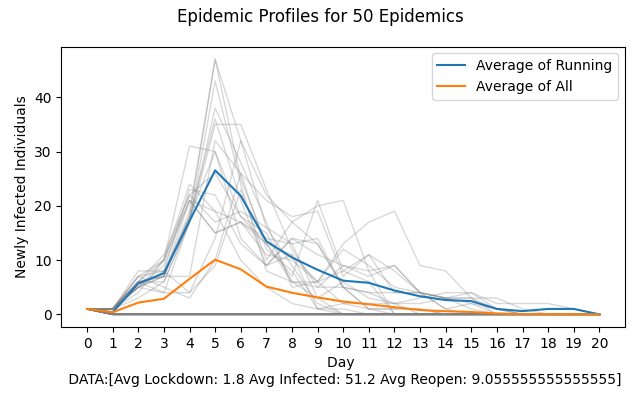 Epidemic Profiles for 50 Epidemics
Average of Running
Average of All
Newly Infected Individuals
40
30
20
10
0
0 1 2 3 4 5 6 7 8 9 10 11 12 13 14 15 16 17 18 19 20
Day
DATA:[Avg Lockdown: 1.8 Avg Infected: 51.2 Avg Reopen: 9.055555555555555]